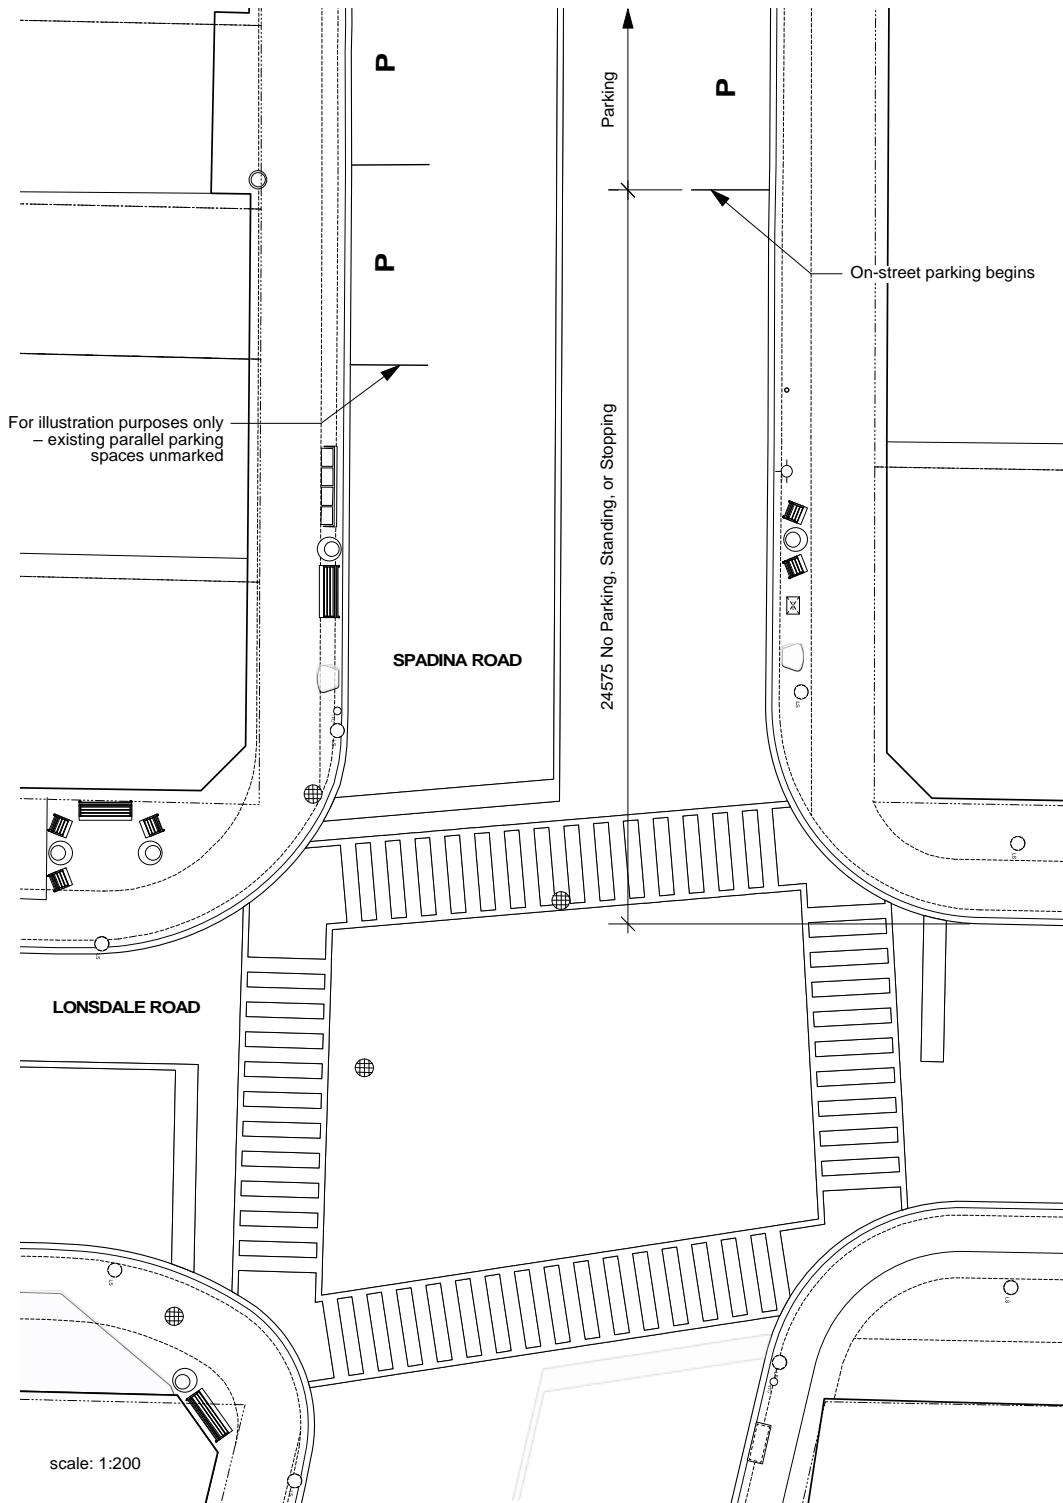 P
Parking
P
P
On-street parking begins
For illustration purposes only
– existing parallel parking
spaces unmarked
24575 No Parking, Standing, or Stopping
SPADINA ROAD
LONSDALE ROAD
scale: 1:200